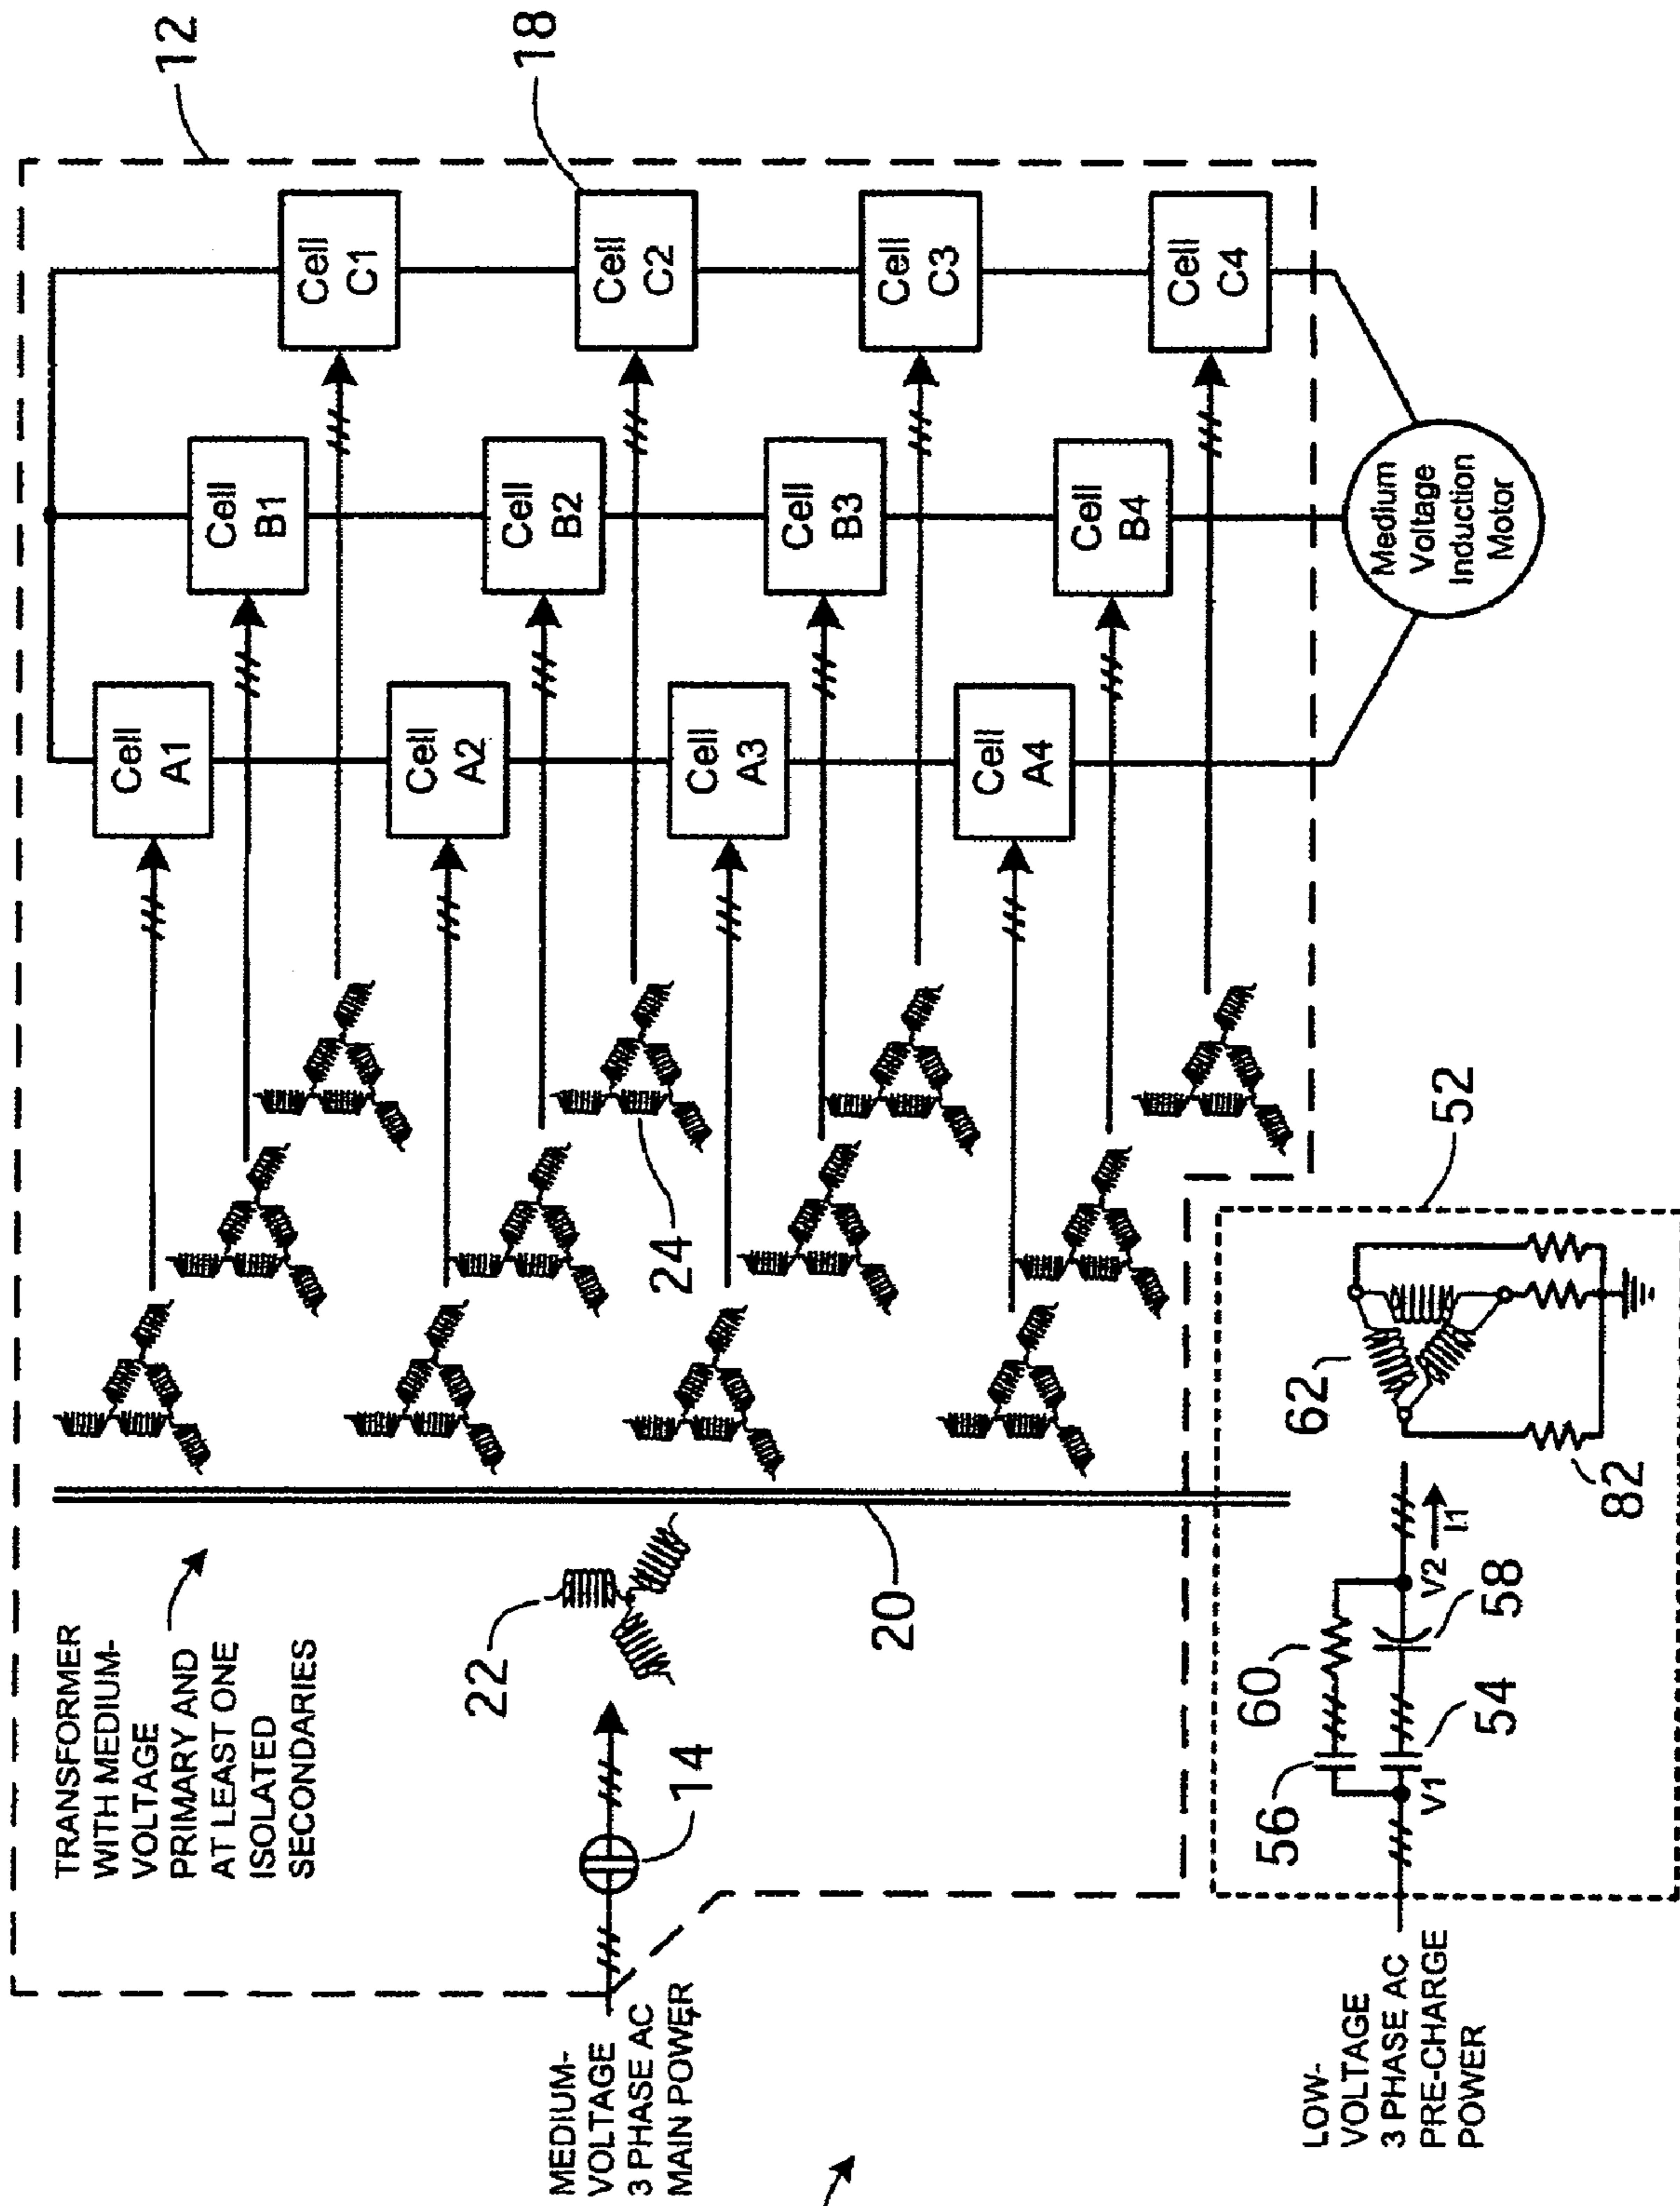 TRANSFORMER
WITH MEDIUM-
VOLTAGE
PRIMARY AND
AT LEAST ONE
ISOLATED
SECONDARIES
12
18
Cell
A1
Cell
B1
Cell
C1
Cell
A2
Cell
B2
Cell
C2
Cell
A3
Cell
B3
Cell
C3
Cell
A4
Cell
B4
Cell
C4
22
24
14
20
MEDIUM-
VOLTAGE
3 PHASE AC
MAIN POWER
Medium
Voltage
Induction
Motor
52
56
60
62
V1
V2
I1
54
58
82
LOW-
VOLTAGE
3 PHASE AC
PRE-CHARGE
POWER